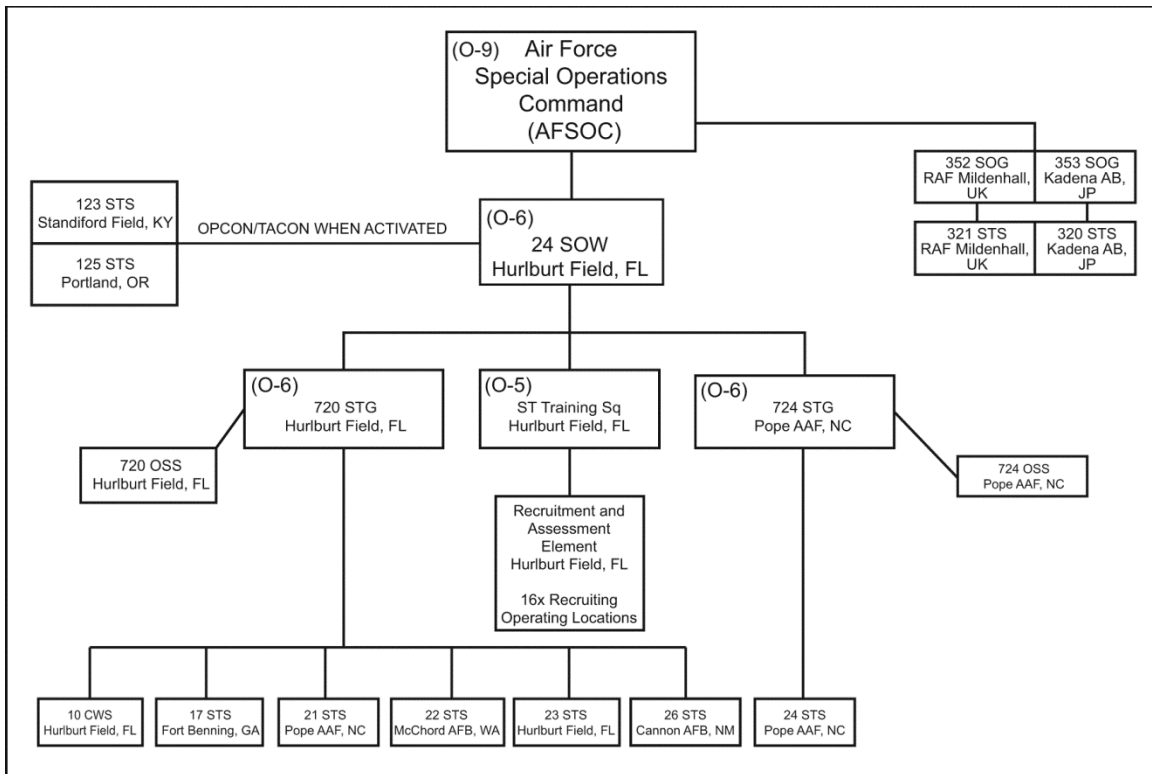 (O-9) Air Force
Special Operations
Command
(AFSOC)
352 SOG
RAF Mildenhall,
UK
353 SOG
Kadena AB,
JP
321 STS
RAF Mildenhall,
UK
320 STS
Kadena AB,
JP
123 STS
Standiford Field, KY
125 STS
Portland, OR
OPCON/TACON WHEN ACTIVATED
(O-6)
24 SOW
Hurlburt Field, FL
(O-6)
720 STG
Hurlburt Field, FL
(O-5)
ST Training Sq
Hurlburt Field, FL
(O-6)
724 STG
Pope AAF, NC
720 OSS
Hurlburt Field, FL
724 OSS
Pope AAF, NC
Recruitment and
Assessment
Element
Hurlburt Field, FL
16x Recruiting
Operating Locations
10 CWS
Hurlburt Field, FL
17 STS
Fort Benning, GA
21 STS
Pope AAF, NC
22 STS
McChord AFB, WA
23 STS
Hurlburt Field, FL
26 STS
Cannon AFB, NM
24 STS
Pope AAF, NC